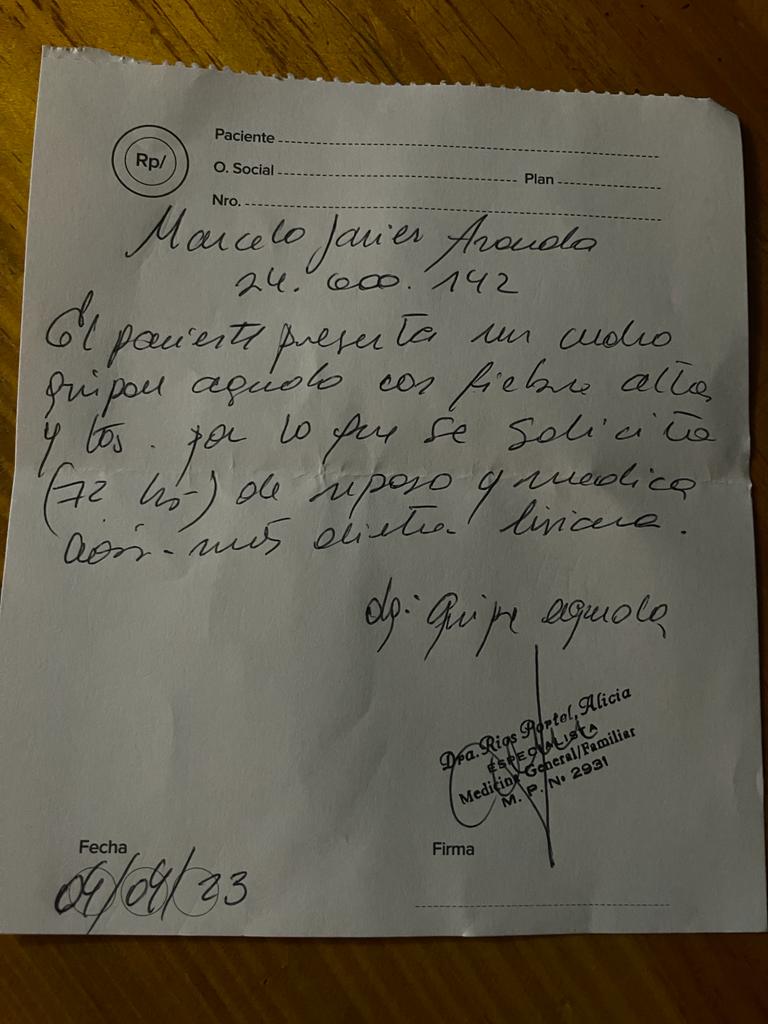 Rp/
Paciente
O. Social Plan
Nro.
Marcelo Javier Aranda
24.600.142
El paciente presenta un cuadro
gripal agudo con fiebre alta
y tos. por lo que se solicita
(72 hs) de reposo y medica
ción - más dieta liviana.
dg: gripe aguda
Dra. Rios Portel, Alicia
ESPECIALISTA
Medicina General/Familiar
M. P. Nº 2931
Fecha
04/04/23
Firma